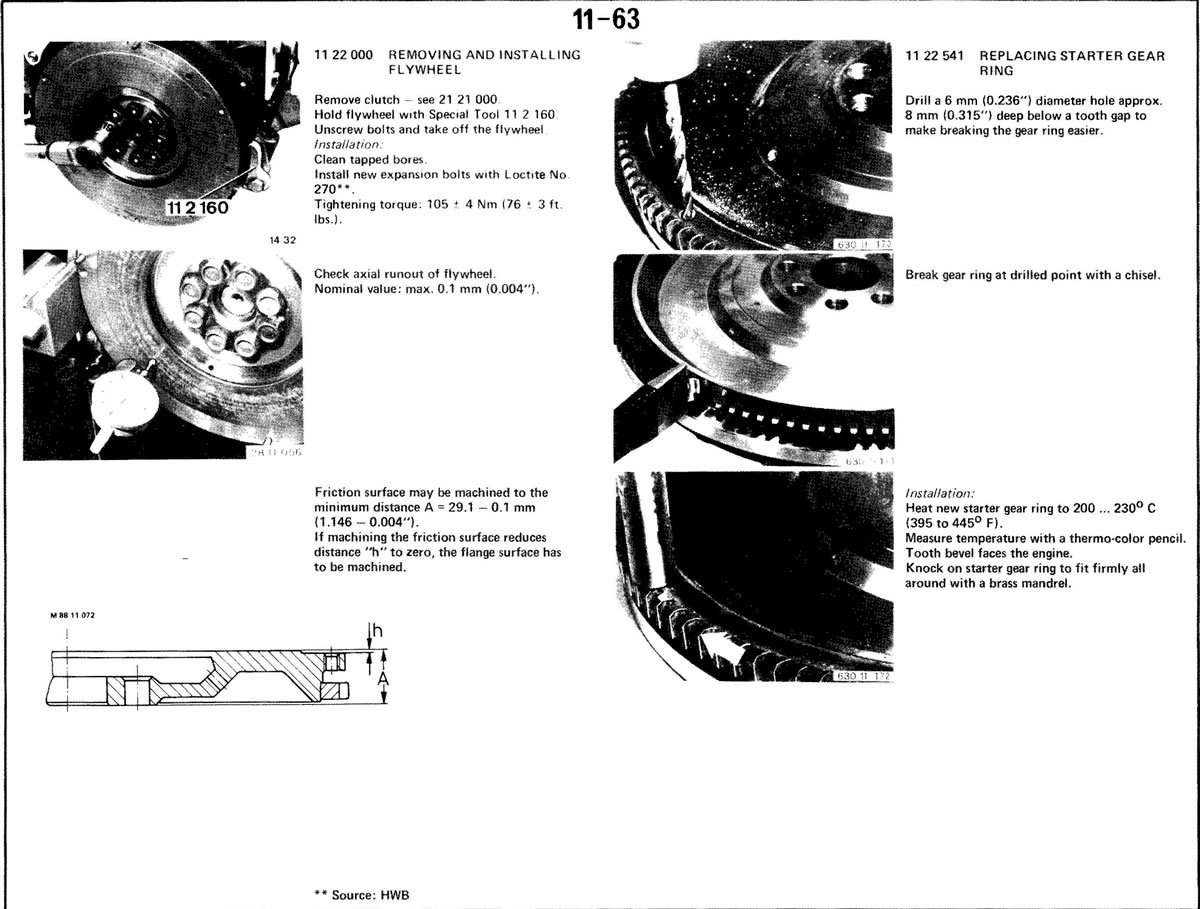 11-63
11 22 000 REMOVING AND INSTALLING
FLYWHEEL
Remove clutch – see 21 21 000.
Hold flywheel with Special Tool 11 2 160.
Unscrew bolts and take off the flywheel.
Installation:
Clean tapped bores.
Install new expansion bolts with Loctite No.
270**.
Tightening torque: 105 ± 4 Nm (76 ± 3 ft.
lbs.).
11 2 160
14 32
Check axial runout of flywheel.
Nominal value: max. 0.1 mm (0.004").
28 11 056
Friction surface may be machined to the
minimum distance A = 29.1 – 0.1 mm
(1.146 – 0.004").
If machining the friction surface reduces
distance "h" to zero, the flange surface has
to be machined.
M 88 11 072
h
A
** Source: HWB
11 22 541 REPLACING STARTER GEAR
RING
Drill a 6 mm (0.236") diameter hole approx.
8 mm (0.315") deep below a tooth gap to
make breaking the gear ring easier.
630 11 170
Break gear ring at drilled point with a chisel.
Installation:
Heat new starter gear ring to 200 ... 230° C
(395 to 445° F).
Measure temperature with a thermo-color pencil.
Tooth bevel faces the engine.
Knock on starter gear ring to fit firmly all
around with a brass mandrel.
630 11 172